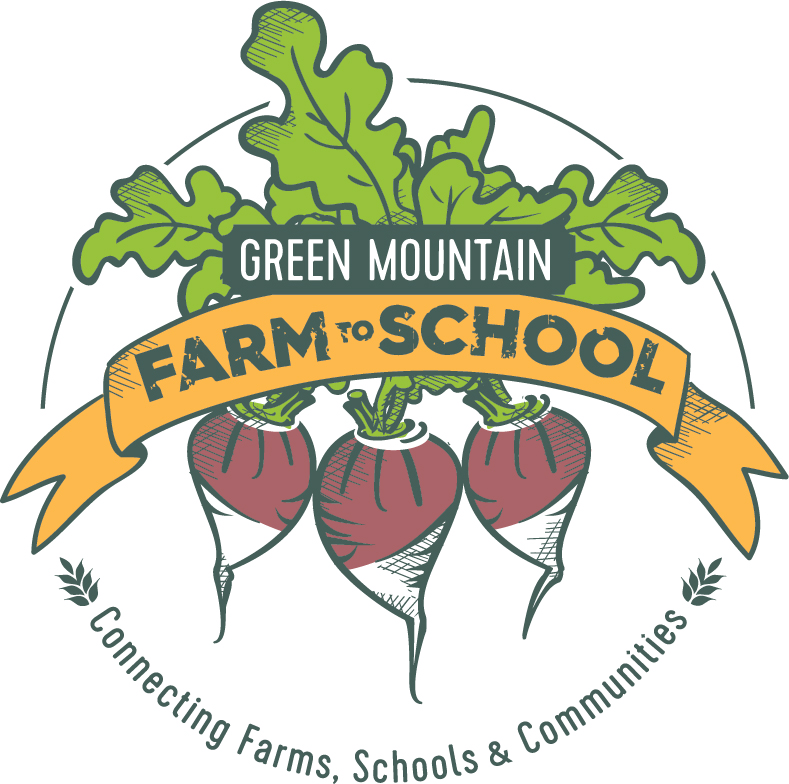 GREEN MOUNTAIN
FARM TO SCHOOL
Connecting Farms, Schools & Communities